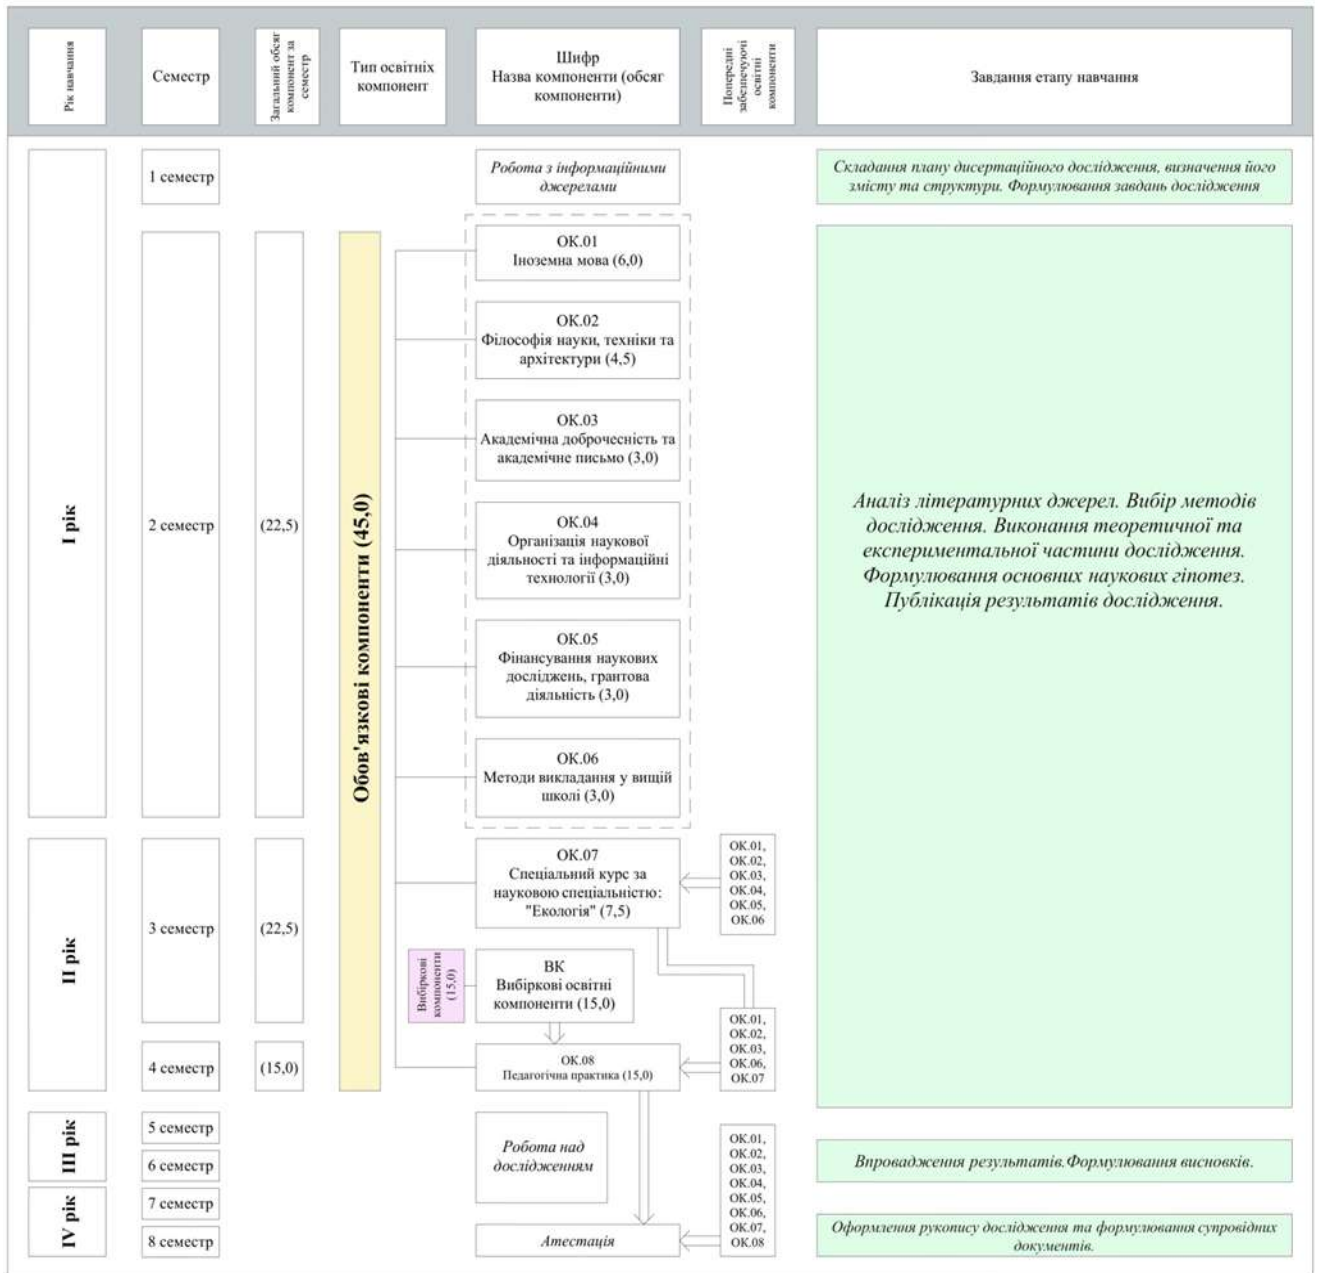 Рік навчання
Семестр
Загальний обсяг
компонент за
семестр
Тип освітніх
компонент
Шифр
Назва компоненти (обсяг
компоненти)
Попередні
забезпечуючі
освітні
компоненти
Завдання етапу навчання
І рік
1 семестр
Робота з інформаційними
джерелами
Складання плану дисертаційного дослідження, визначення його
змісту та структури. Формулювання завдань дослідження
2 семестр
(22,5)
Обов'язкові компоненти (45,0)
ОК.01
Іноземна мова (6,0)
ОК.02
Філософія науки, техніки та
архітектури (4,5)
ОК.03
Академічна доброчесність та
академічне письмо (3,0)
ОК.04
Організація наукової
діяльності та інформаційні
технології (3,0)
ОК.05
Фінансування наукових
досліджень, грантова
діяльність (3,0)
ОК.06
Методи викладання у вищій
школі (3,0)
Аналіз літературних джерел. Вибір методів
дослідження. Виконання теоретичної та
експериментальної частини дослідження.
Формулювання основних наукових гіпотез.
Публікація результатів дослідження.
ІІ рік
3 семестр
(22,5)
ОК.07
Спеціальний курс за
науковою спеціальністю:
"Екологія" (7,5)
ОК.01,
ОК.02,
ОК.03,
ОК.04,
ОК.05,
ОК.06
Вибіркові
компоненти
(15,0)
ВК
Вибіркові освітні
компоненти (15,0)
4 семестр
(15,0)
ОК.08
Педагогічна практика (15,0)
ОК.01,
ОК.02,
ОК.03,
ОК.06,
ОК.07
ІІІ рік
5 семестр
6 семестр
Робота над
дослідженням
Впровадження результатів.Формулювання висновків.
ІV рік
7 семестр
8 семестр
Атестація
ОК.01,
ОК.02,
ОК.03,
ОК.04,
ОК.05,
ОК.06,
ОК.07,
ОК.08
Оформлення рукопису дослідження та формулювання супровідних
документів.